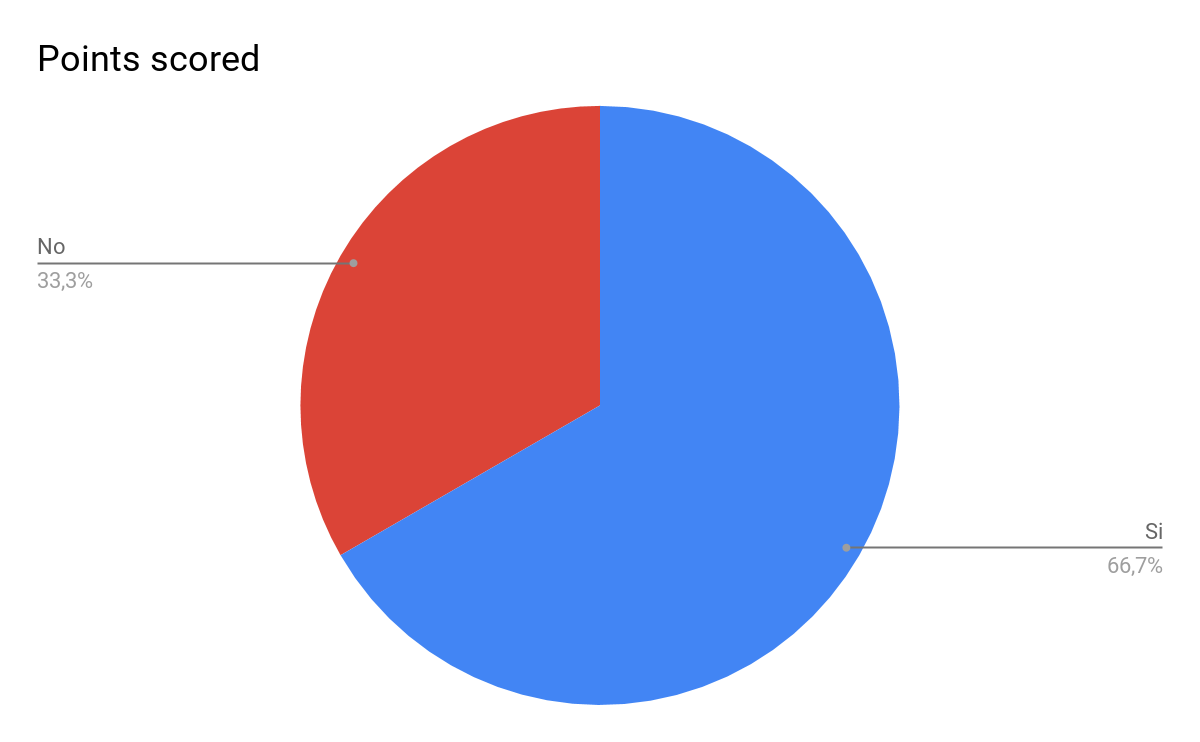 Points scored
No
33,3%
Si
66,7%